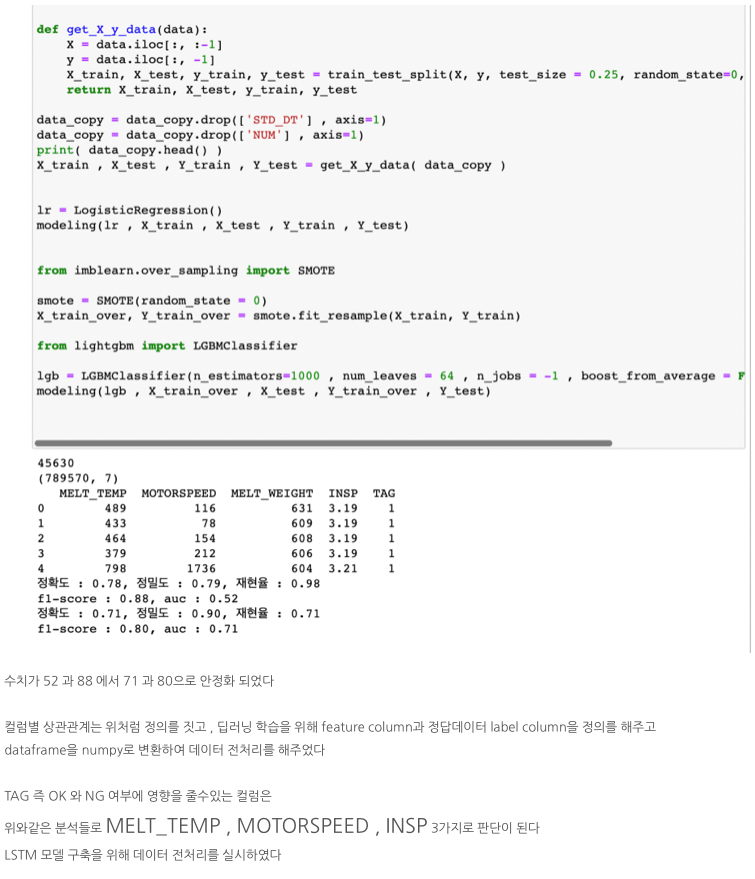 def get_X_y_data(data):
    X = data.iloc[:, :-1]
    y = data.iloc[:, -1]
    X_train, X_test, y_train, y_test = train_test_split(X, y, test_size = 0.25, random_state=0,
    return X_train, X_test, y_train, y_test
data_copy = data_copy.drop(['STD_DT'] , axis=1)
data_copy = data_copy.drop(['NUM'] , axis=1)
print( data_copy.head() )
X_train , X_test , Y_train , Y_test = get_X_y_data( data_copy )
lr = LogisticRegression()
modeling(lr , X_train , X_test , Y_train , Y_test)
from imblearn.over_sampling import SMOTE
smote = SMOTE(random_state = 0)
X_train_over, Y_train_over = smote.fit_resample(X_train, Y_train)
from lightgbm import LGBMClassifier
lgb = LGBMClassifier(n_estimators=1000 , num_leaves = 64 , n_jobs = -1 , boost_from_average = F
modeling(lgb , X_train_over , X_test , Y_train_over , Y_test)
45630
(789570, 7)
MELT_TEMP MOTORSPEED MELT_WEIGHT INSP TAG
0 489 116 631 3.19 1
1 433 78 609 3.19 1
2 464 154 608 3.19 1
3 379 212 606 3.19 1
4 798 1736 604 3.21 1
정확도 : 0.78, 정밀도 : 0.79, 재현율 : 0.98
f1-score : 0.88, auc : 0.52
정확도 : 0.71, 정밀도 : 0.90, 재현율 : 0.71
f1-score : 0.80, auc : 0.71
수치가 52 과 88 에서 71 과 80으로 안정화 되었다
컬럼별 상관관계는 위처럼 정의를 짓고 , 딥러닝 학습을 위해 feature column과 정답데이터 label column을 정의를 해주고
dataframe을 numpy로 변환하여 데이터 전처리를 해주었다
TAG 즉 OK 와 NG 여부에 영향을 줄수있는 컬럼은
위와같은 분석들로 MELT_TEMP , MOTORSPEED , INSP 3가지로 판단이 된다
LSTM 모델 구축을 위해 데이터 전처리를 실시하였다